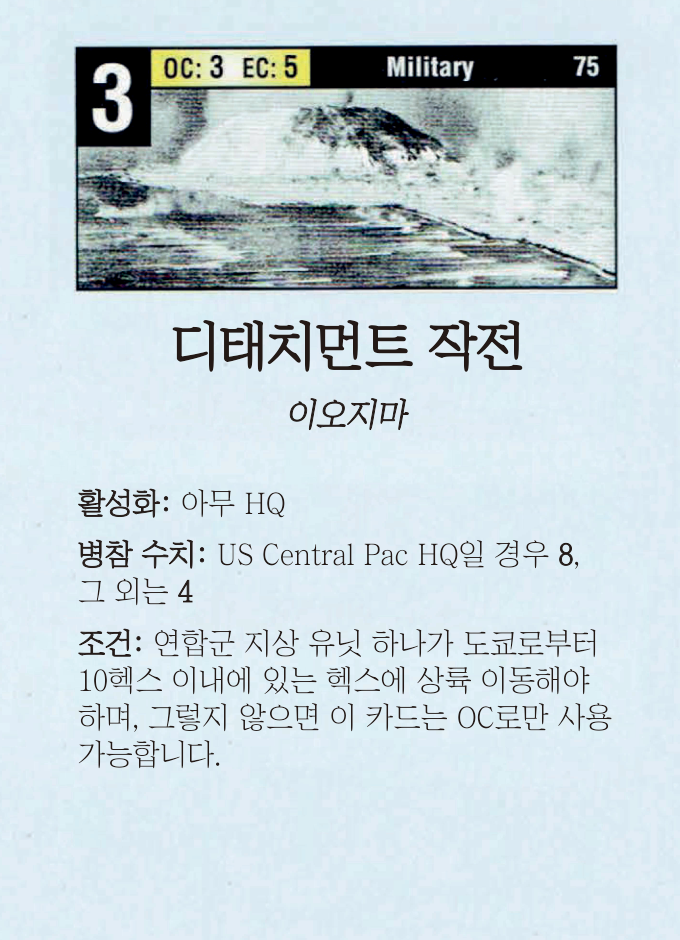 3 OC: 3 EC: 5 Military 75
디태치먼트 작전
이오지마
활성화: 아무 HQ
병참 수치: US Central Pac HQ일 경우 8,
그 외는 4
조건: 연합군 지상 유닛 하나가 도쿄로부터
10헥스 이내에 있는 헥스에 상륙 이동해야
하며, 그렇지 않으면 이 카드는 OC로만 사용
가능합니다.